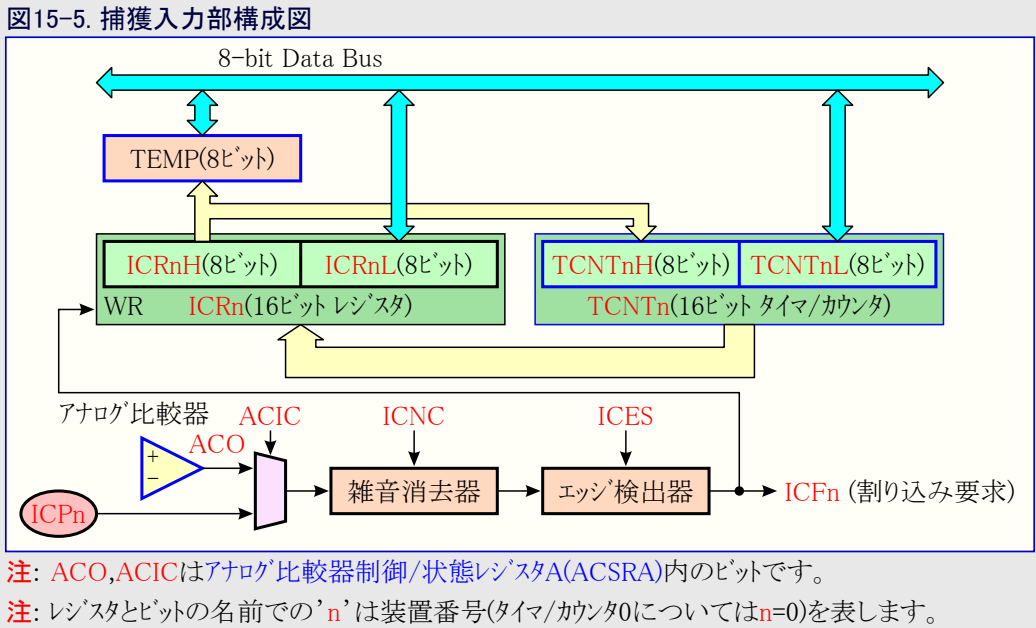 図15-5. 捕獲入力部構成図
8-bit Data Bus
TEMP(8ビット)
ICRnH(8ビット)
ICRnL(8ビット)
TCNTnH(8ビット)
TCNTnL(8ビット)
WR
ICRn(16ビット レジスタ)
TCNTn(16ビット タイマ/カウンタ)
アナログ比較器
ACIC
ICNC
ICES
ACO
+
−
雑音消去器
エッジ検出器
ICFn (割り込み要求)
ICPn
注: ACO,ACICはアナログ比較器制御/状態レジスタA(ACSRA)内のビットです。
注: レジスタとビットの名前での'n'は装置番号(タイマ/カウンタ0についてはn=0)を表します。